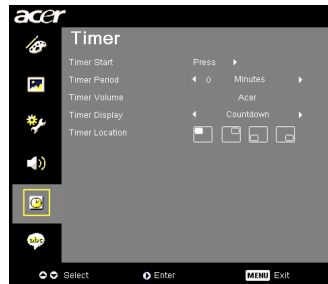 acer
Timer
Timer Start Press
Timer Period 0 Minutes
Timer Volume Acer
Timer Display Countdown
Timer Location
abc
Select Enter MENU Exit